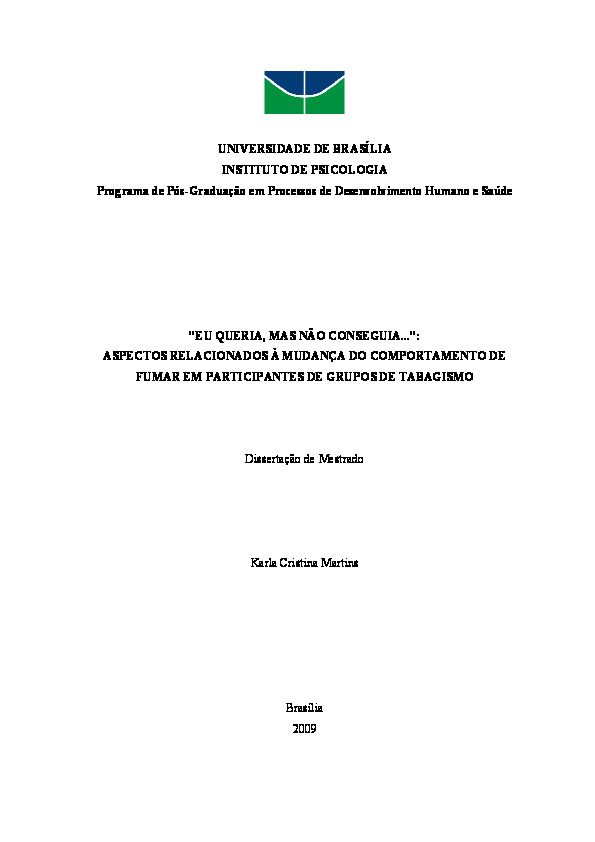 UNIVERSIDADE DE BRASÍLIA
INSTITUTO DE PSICOLOGIA
Programa de Pós-Graduação em Processos de Desenvolvimento Humano e Saúde
"EU QUERIA, MAS NÃO CONSEGUIA...":
ASPECTOS RELACIONADOS À MUDANÇA DO COMPORTAMENTO DE
FUMAR EM PARTICIPANTES DE GRUPOS DE TABAGISMO
Dissertação de Mestrado
Karla Cristina Martins
Brasília
2009